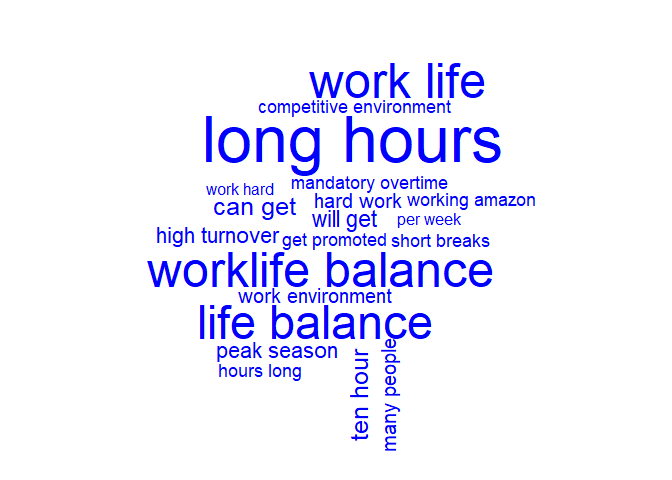 work life
competitive environment
long hours
mandatory overtime
work hard
hard work
working amazon
can get
will get
per week
high turnover
get promoted
short breaks
worklife balance
work environment
life balance
peak season
hours long
ten hour
many people